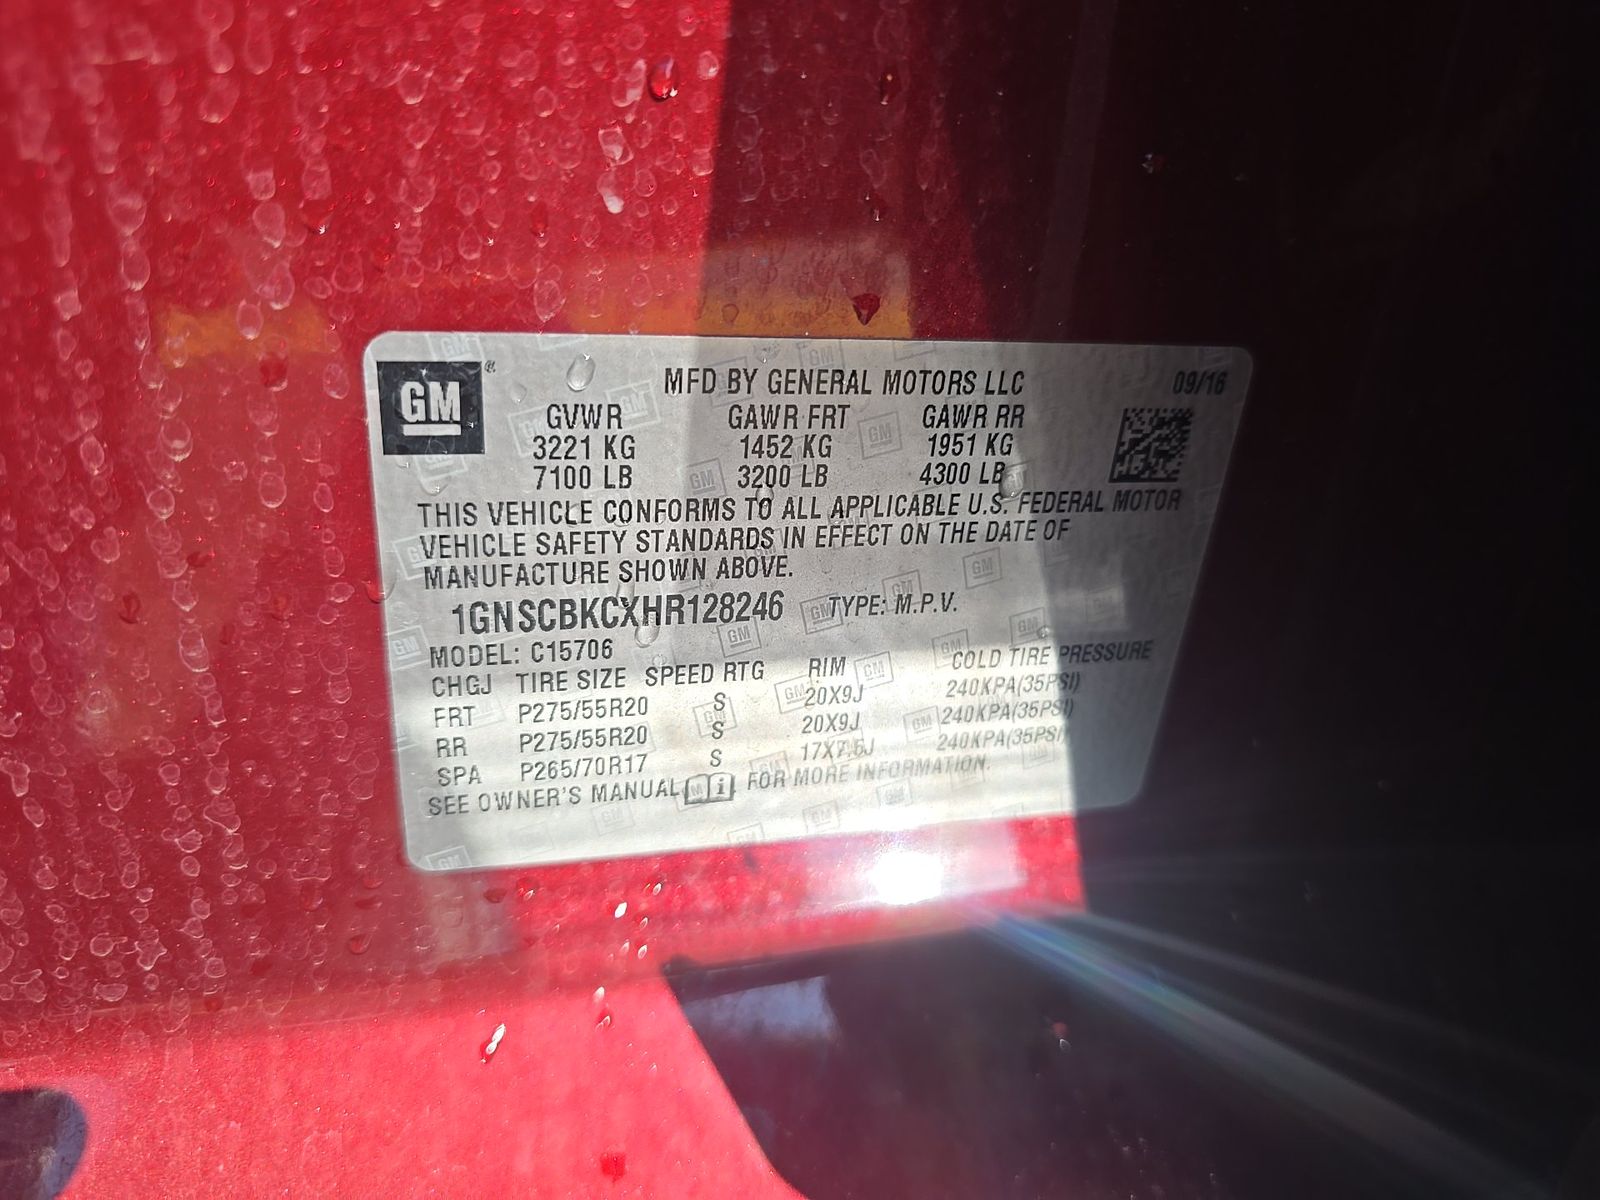 GM®
MFD BY GENERAL MOTORS LLC 09/16
GVWR GAWR FRT GAWR RR
3221 KG 1452 KG 1951 KG
7100 LB 3200 LB 4300 LB
THIS VEHICLE CONFORMS TO ALL APPLICABLE U.S. FEDERAL MOTOR
VEHICLE SAFETY STANDARDS IN EFFECT ON THE DATE OF
MANUFACTURE SHOWN ABOVE.
1GNSCBKCXHR128246 TYPE: M.P.V.
MODEL: C15706
CHGJ TIRE SIZE SPEED RTG RIM COLD TIRE PRESSURE
FRT P275/55R20 S 20X9J 240KPA(35PSI)
RR P275/55R20 S 20X9J 240KPA(35PSI)
SPA P265/70R17 S 17X7.5J 240KPA(35PSI)
SEE OWNER'S MANUAL FOR MORE INFORMATION.